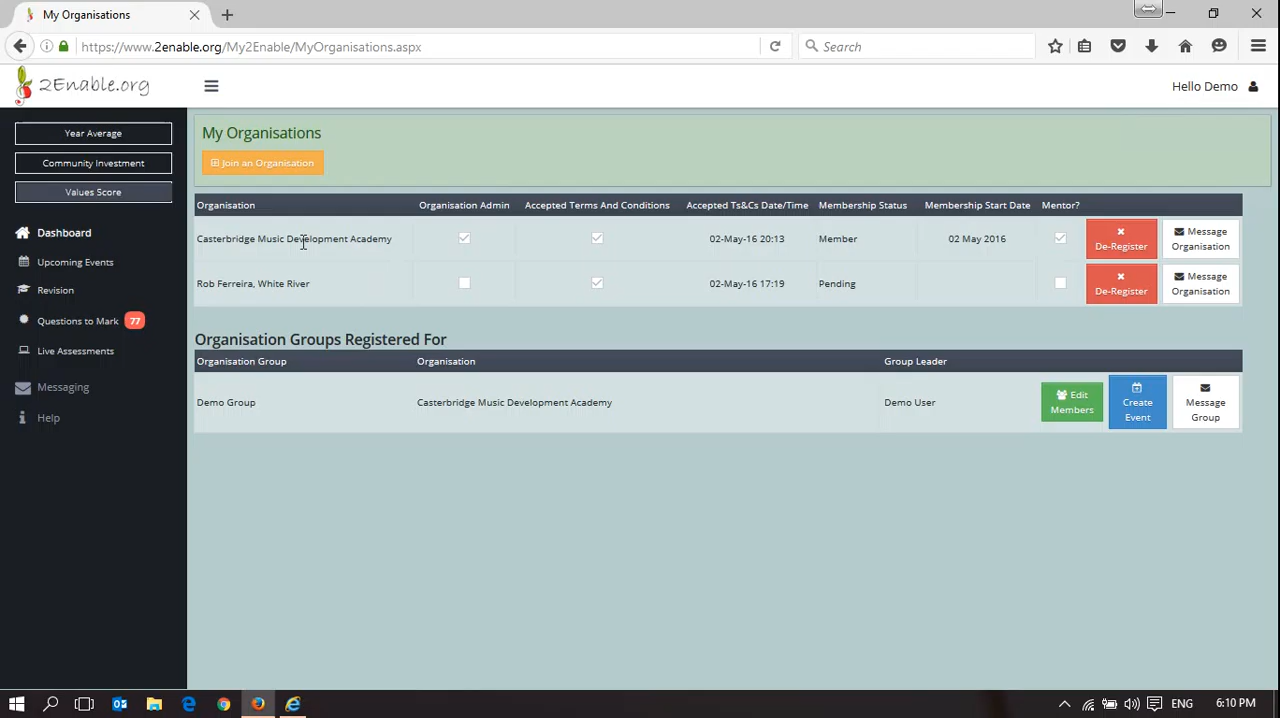 My Organisations
https://www.2enable.org/My2Enable/MyOrganisations.aspx
Search
2Enable.org
Hello Demo
Year Average
Community Investment
Values Score
Dashboard
Upcoming Events
Revision
Questions to Mark 77
Live Assessments
Messaging
Help
My Organisations
Join an Organisation
Organisation Organisation Admin Accepted Terms And Conditions Accepted Ts&Cs Date/Time Membership Status Membership Start Date Mentor?
Casterbridge Music Development Academy 02-May-16 20:13 Member 02 May 2016 De-Register Message Organisation
Rob Ferreira, White River 02-May-16 17:19 Pending De-Register Message Organisation
Organisation Groups Registered For
Organisation Group Organisation Group Leader
Demo Group Casterbridge Music Development Academy Demo User Edit Members Create Event Message Group
ENG 6:10 PM